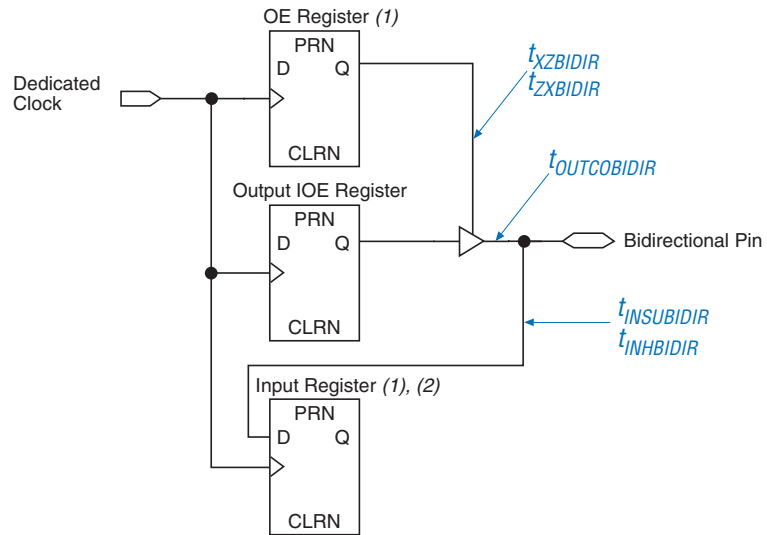 OE Register (1)
PRN
D Q
CLRN
Dedicated
Clock
tXZBIDIR
tZXBIDIR
tOUTCOBIDIR
Output IOE Register
PRN
D Q
CLRN
Bidirectional Pin
tINSUBIDIR
tINHBIDIR
Input Register (1), (2)
PRN
D Q
CLRN